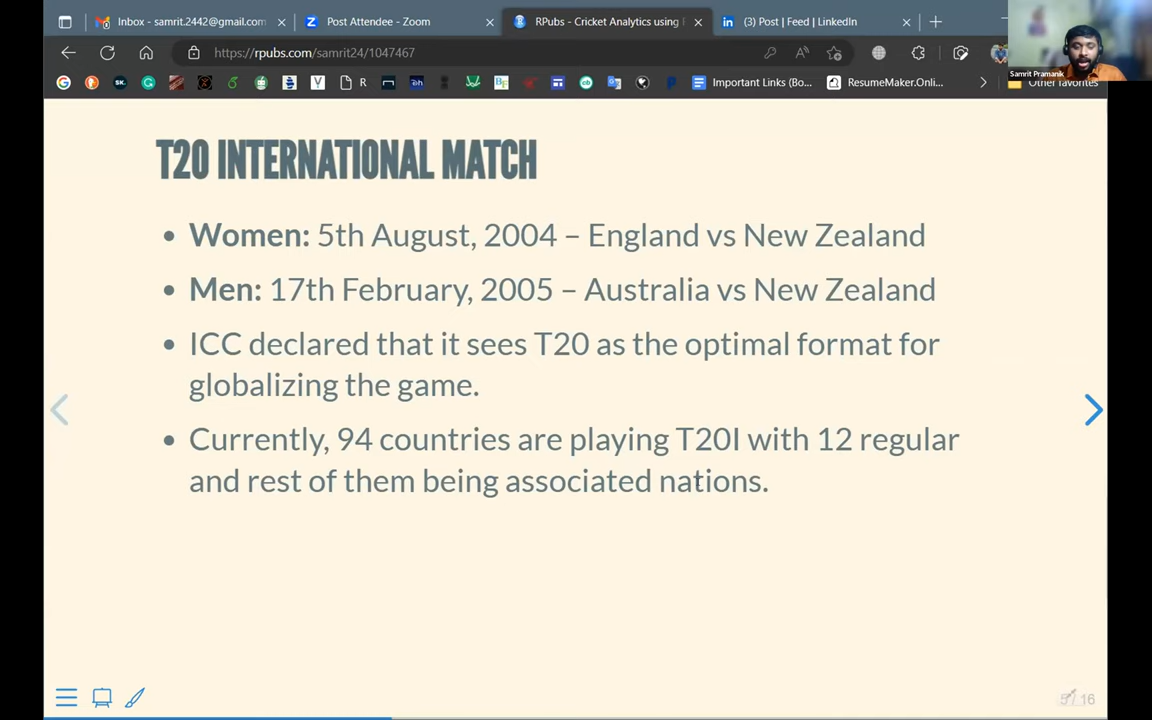 Inbox - samrit.2442@gmail.com
Post Attendee - Zoom
RPubs - Cricket Analytics using
(3) Post | Feed | LinkedIn
https://rpubs.com/samrit24/1047467
Samrit Pramanik
R
Important Links (Bo...
ResumeMaker.Onli...
Other favorites
T20 INTERNATIONAL MATCH
• Women: 5th August, 2004 – England vs New Zealand
• Men: 17th February, 2005 – Australia vs New Zealand
• ICC declared that it sees T20 as the optimal format for
globalizing the game.
• Currently, 94 countries are playing T20I with 12 regular
and rest of them being associated nations.
5 / 16